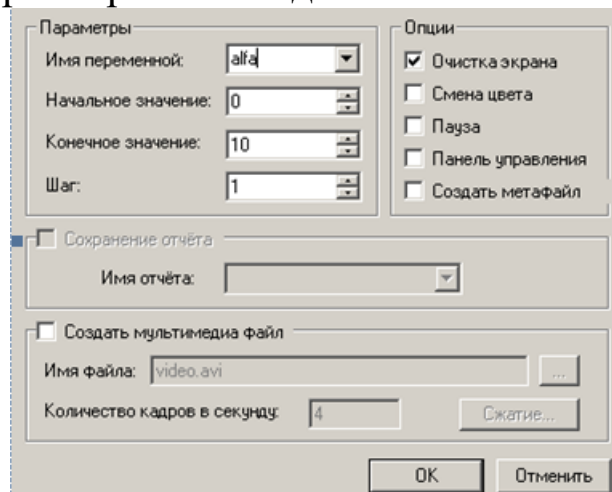 Параметры
Имя переменной: alfa
Начальное значение: 0
Конечное значение: 10
Шаг: 1
Опции
Очистка экрана
Смена цвета
Пауза
Панель управления
Создать метафайл
Сохранение отчёта
Имя отчёта:
Создать мультимедиа файл
Имя файла: video.avi ...
Количество кадров в секунду: 4 Сжатие...
OK Отменить